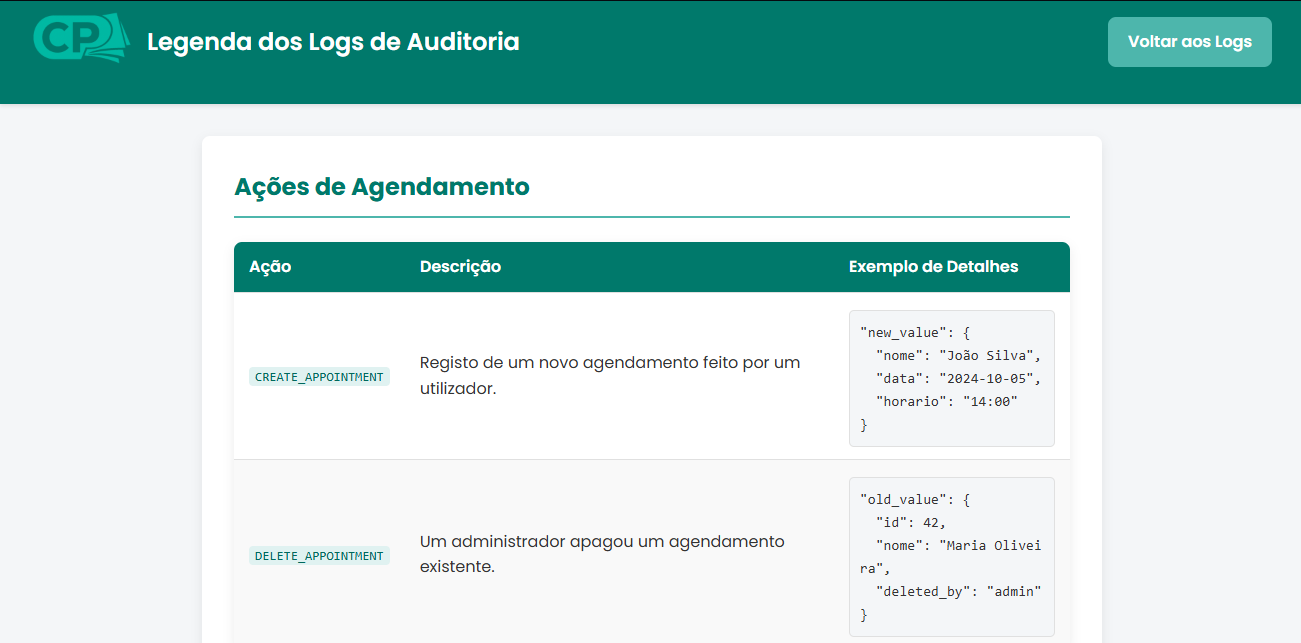 CP
Legenda dos Logs de Auditoria
Voltar aos Logs
Ações de Agendamento
Ação Descrição Exemplo de Detalhes
CREATE_APPOINTMENT
Registo de um novo agendamento feito por um
utilizador.
"new_value": {
"nome": "João Silva",
"data": "2024-10-05",
"horario": "14:00"
}
DELETE_APPOINTMENT
Um administrador apagou um agendamento
existente.
"old_value": {
"id": 42,
"nome": "Maria Olivei
ra",
"deleted_by": "admin"
}